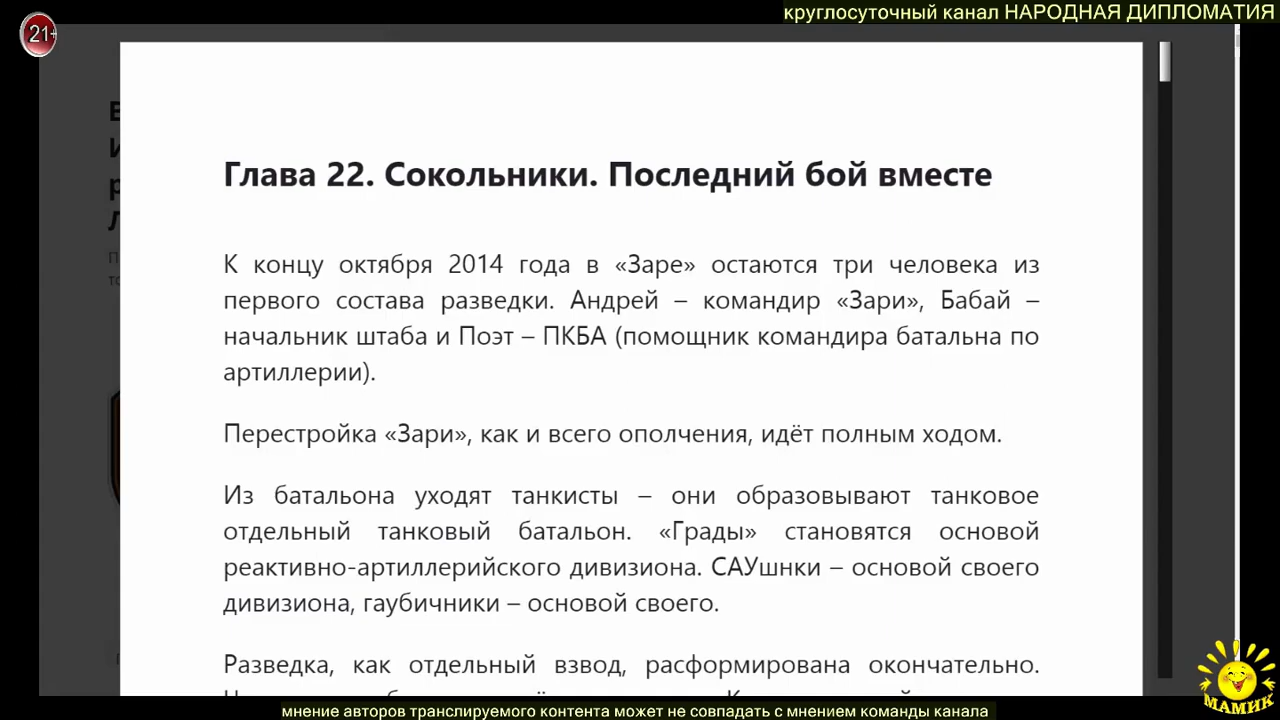 круглосуточный канал НАРОДНАЯ ДИПЛОМАТИЯ
21+
Глава 22. Сокольники. Последний бой вместе
К концу октября 2014 года в «Заре» остаются три человека из
первого состава разведки. Андрей – командир «Зари», Бабай –
начальник штаба и Поэт – ПКБА (помощник командира батальна по
артиллерии).
Перестройка «Зари», как и всего ополчения, идёт полным ходом.
Из батальона уходят танкисты – они образовывают танковое
отдельный танковый батальон. «Грады» становятся основой
реактивно-артиллерийского дивизиона. САУшнки – основой своего
дивизиона, гаубичники – основой своего.
Разведка, как отдельный взвод, расформирована окончательно.
МАМИК
мнение авторов транслируемого контента может не совпадать с мнением команды канала